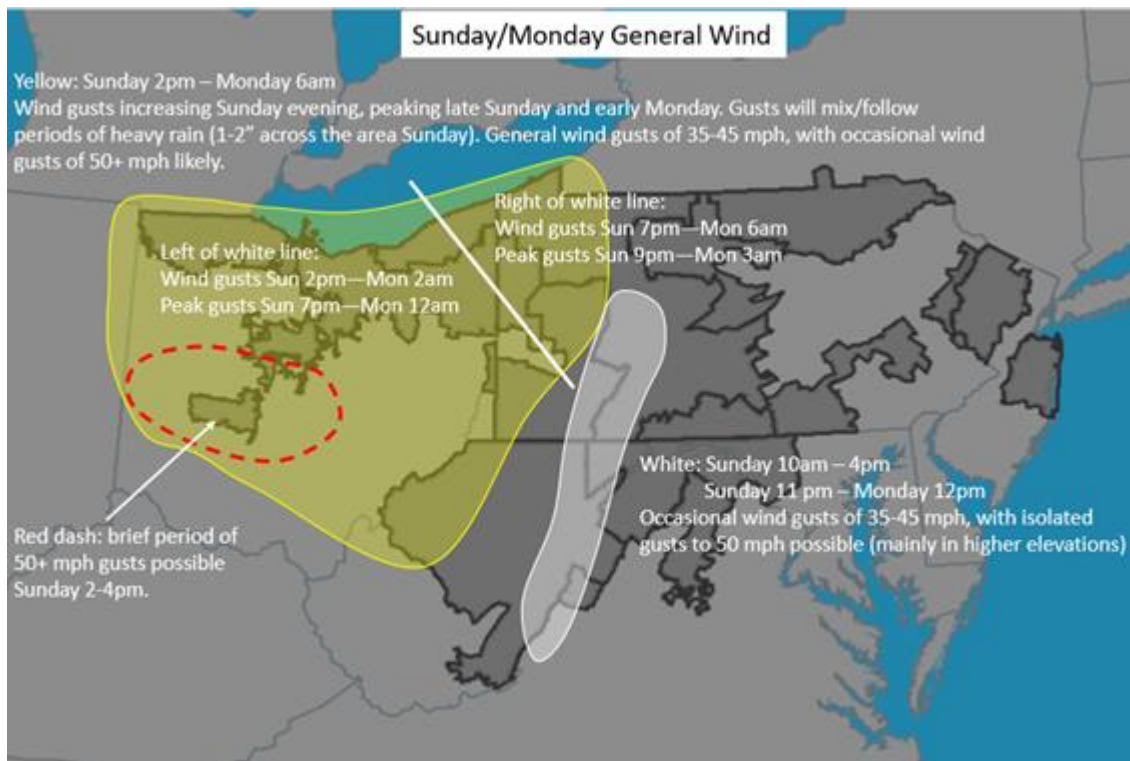 Sunday/Monday General Wind
Yellow: Sunday 2pm – Monday 6am
Wind gusts increasing Sunday evening, peaking late Sunday and early Monday. Gusts will mix/follow
periods of heavy rain (1-2” across the area Sunday). General wind gusts of 35-45 mph, with occasional wind
gusts of 50+ mph likely.
Left of white line:
Wind gusts Sun 2pm—Mon 2am
Peak gusts Sun 7pm—Mon 12am
Right of white line:
Wind gusts Sun 7pm—Mon 6am
Peak gusts Sun 9pm—Mon 3am
White: Sunday 10am – 4pm
Sunday 11 pm – Monday 12pm
Occasional wind gusts of 35-45 mph, with isolated
gusts to 50 mph possible (mainly in higher elevations)
Red dash: brief period of
50+ mph gusts possible
Sunday 2-4pm.